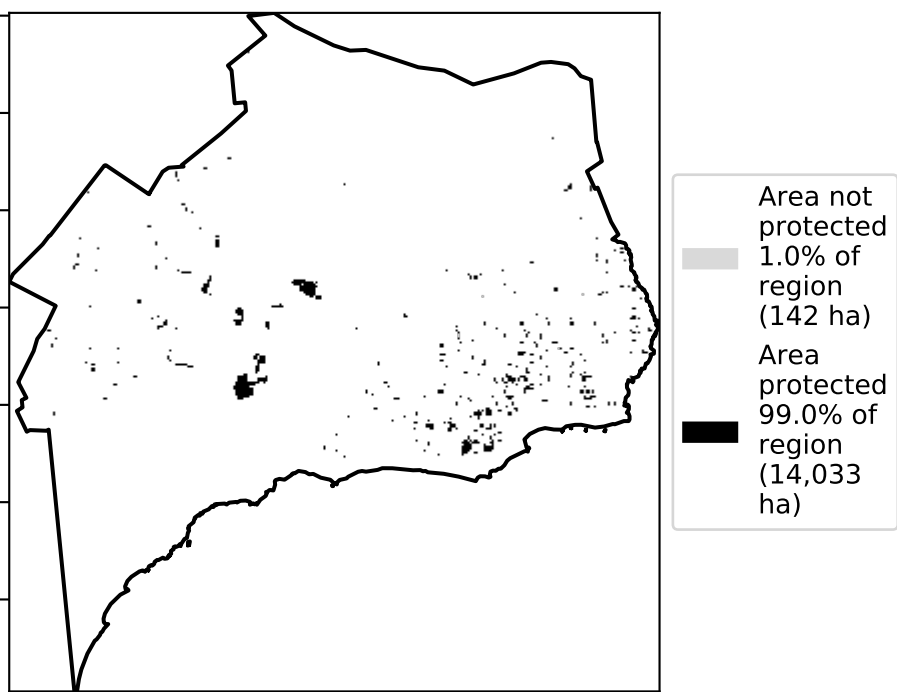 Area not
protected
1.0% of
region
(142 ha)
Area
protected
99.0% of
region
(14,033
ha)